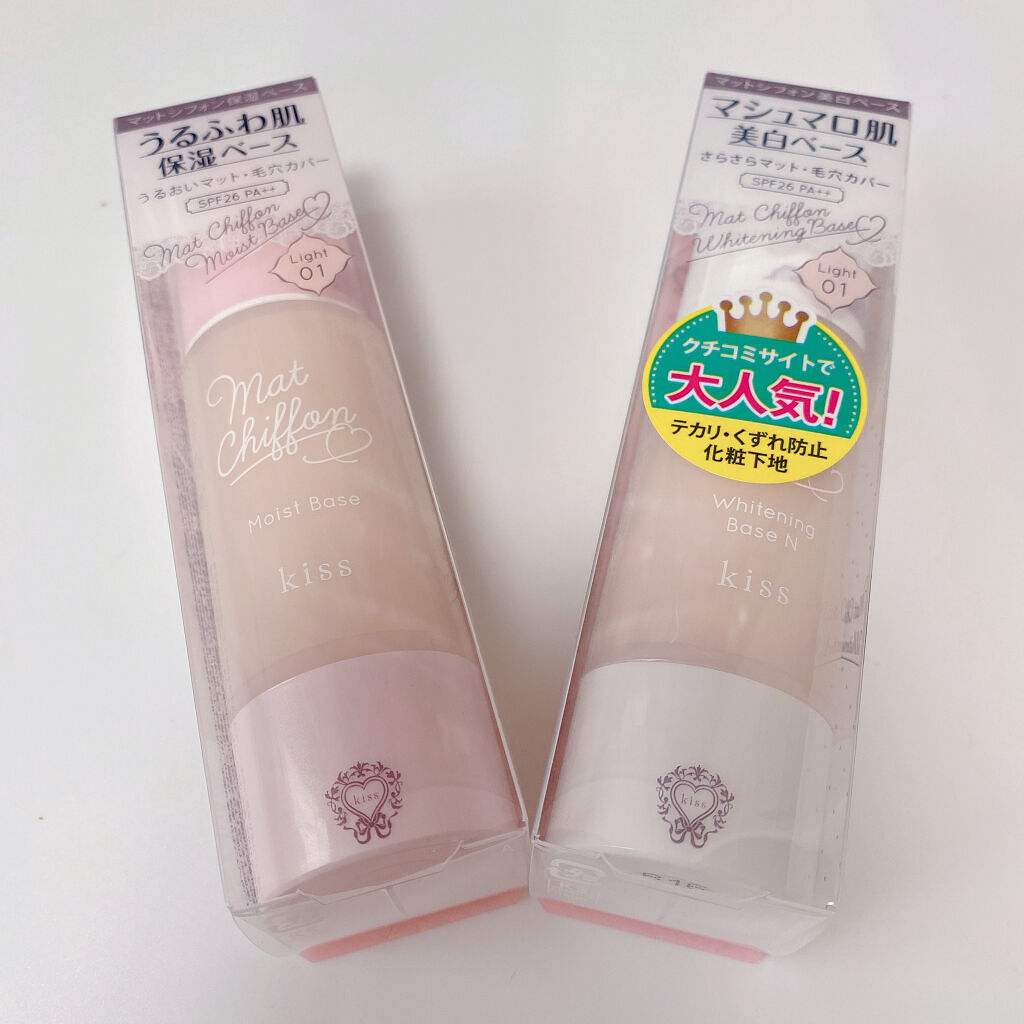 マットシフォン保湿ベース
うるふわ肌
保湿ベース
うるおいマット・毛穴カバー
SPF26 PA++
Mat Chiffon
Moist Base
Light
01
Mat
Chiffon
Moist Base
kiss
kiss
マットシフォン美白ベース
マシュマロ肌
美白ベース
さらさらマット・毛穴カバー
SPF26 PA++
Mat Chiffon
Whitening Base
Light
01
クチコミサイトで
大人気!
テカリ・くずれ防止
化粧下地
Whitening
Base N
kiss
kiss